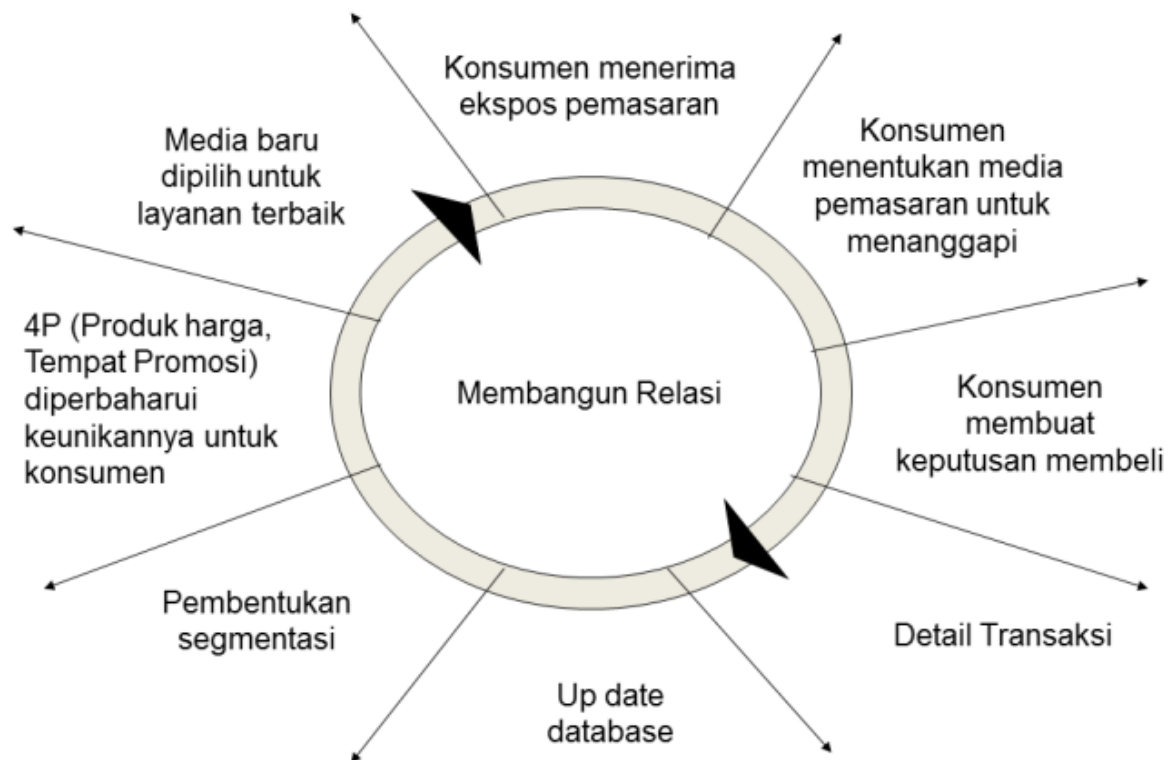 Konsumen menerima
ekspos pemasaran
Konsumen
menentukan media
pemasaran untuk
menanggapi
Konsumen
membuat
keputusan membeli
Detail Transaksi
Up date
database
Pembentukan
segmentasi
4P (Produk harga,
Tempat Promosi)
diperbaharui
keunikannya untuk
konsumen
Media baru
dipilih untuk
layanan terbaik
Membangun Relasi